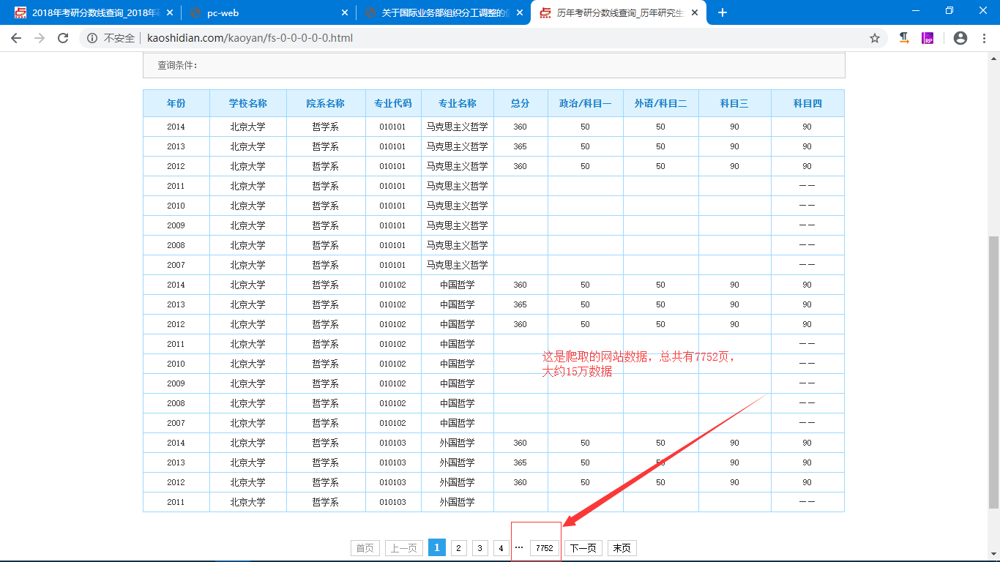 2018年考研分数线查询_2018年
pc-web
关于国际业务部组织分工调整的
历年考研分数线查询_历年研究生
不安全
kaoshidian.com/kaoyan/fs-0-0-0-0-0.html
RP
查询条件：
年份 学校名称 院系名称 专业代码 专业名称 总分 政治/科目一 外语/科目二 科目三 科目四
2014 北京大学 哲学系 010101 马克思主义哲学 360 50 50 90 90
2013 北京大学 哲学系 010101 马克思主义哲学 365 50 50 90 90
2012 北京大学 哲学系 010101 马克思主义哲学 360 50 50 90 90
2011 北京大学 哲学系 010101 马克思主义哲学 －－
2010 北京大学 哲学系 010101 马克思主义哲学 －－
2009 北京大学 哲学系 010101 马克思主义哲学 －－
2008 北京大学 哲学系 010101 马克思主义哲学 －－
2007 北京大学 哲学系 010101 马克思主义哲学 －－
2014 北京大学 哲学系 010102 中国哲学 360 50 50 90 90
2013 北京大学 哲学系 010102 中国哲学 365 50 50 90 90
2012 北京大学 哲学系 010102 中国哲学 360 50 50 90 90
2011 北京大学 哲学系 010102 中国哲学 －－
2010 北京大学 哲学系 010102 中国哲学 －－
2009 北京大学 哲学系 010102 中国哲学 －－
2008 北京大学 哲学系 010102 中国哲学 －－
2007 北京大学 哲学系 010102 中国哲学 －－
这是爬取的网站数据，总共有7752页，
大约15万数据
2014 北京大学 哲学系 010103 外国哲学 360 50 50 90 90
2013 北京大学 哲学系 010103 外国哲学 365 50 50 90 90
2012 北京大学 哲学系 010103 外国哲学 360 50 50 90 90
2011 北京大学 哲学系 010103 外国哲学 －－
首页 上一页 1 2 3 4 ··· 7752 下一页 末页